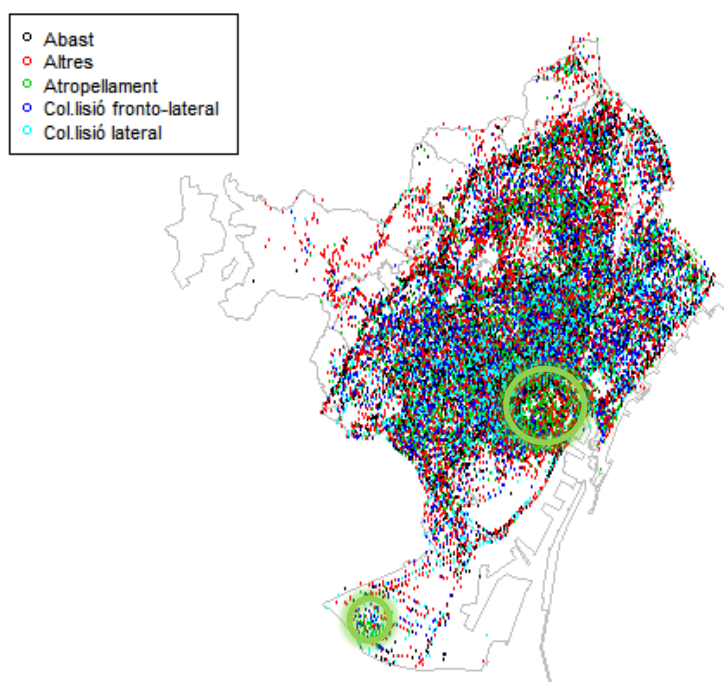 Abast
Altres
Atropellament
Col.lisió fronto-lateral
Col.lisió lateral